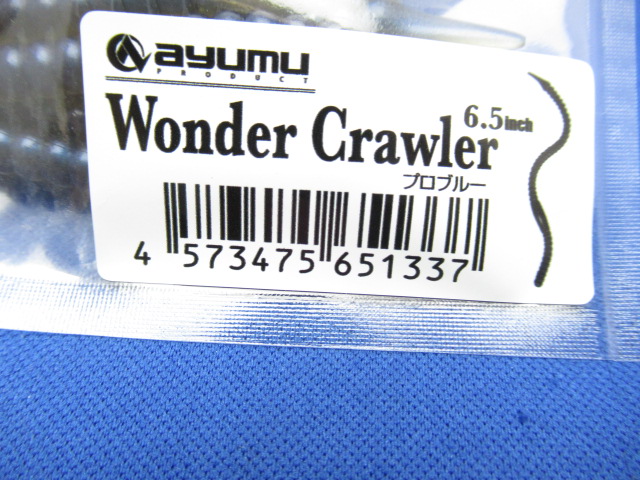 ayumu
PRODUCT
Wonder Crawler 6.5inch
プロブルー
4 573475 651337